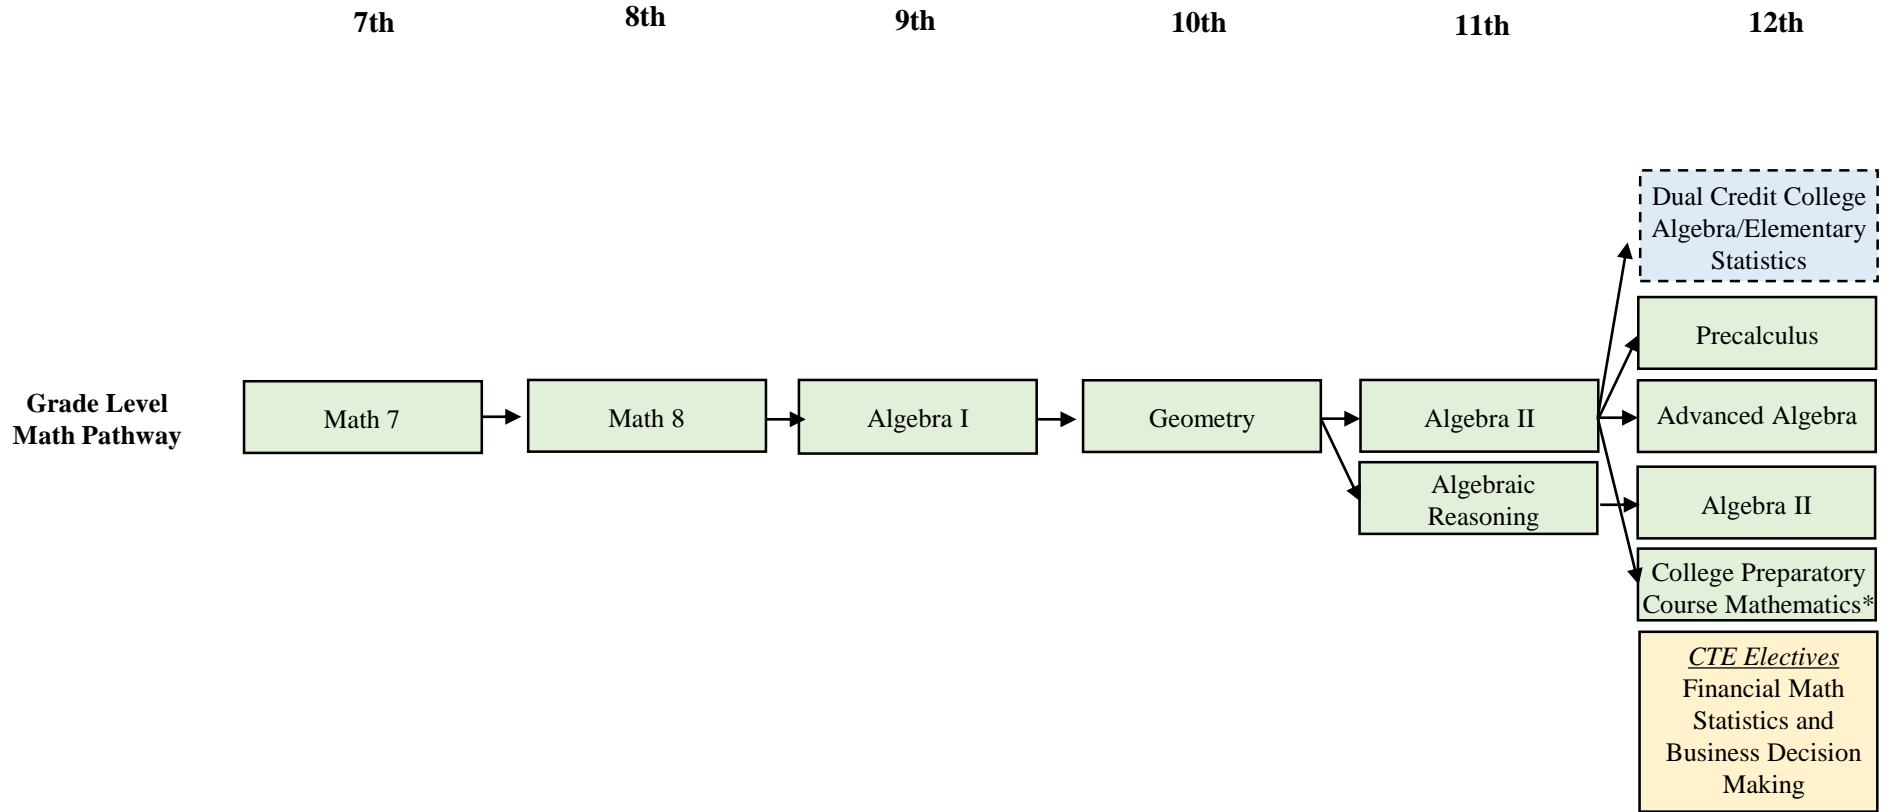 7th
8th
9th
10th
11th
12th
Dual Credit College
Algebra/Elementary
Statistics
Precalculus
Grade Level
Math Pathway
Math 7
Math 8
Algebra I
Geometry
Algebra II
Advanced Algebra
Algebraic
Reasoning
Algebra II
College Preparatory
Course Mathematics*
CTE Electives
Financial Math
Statistics and
Business Decision
Making